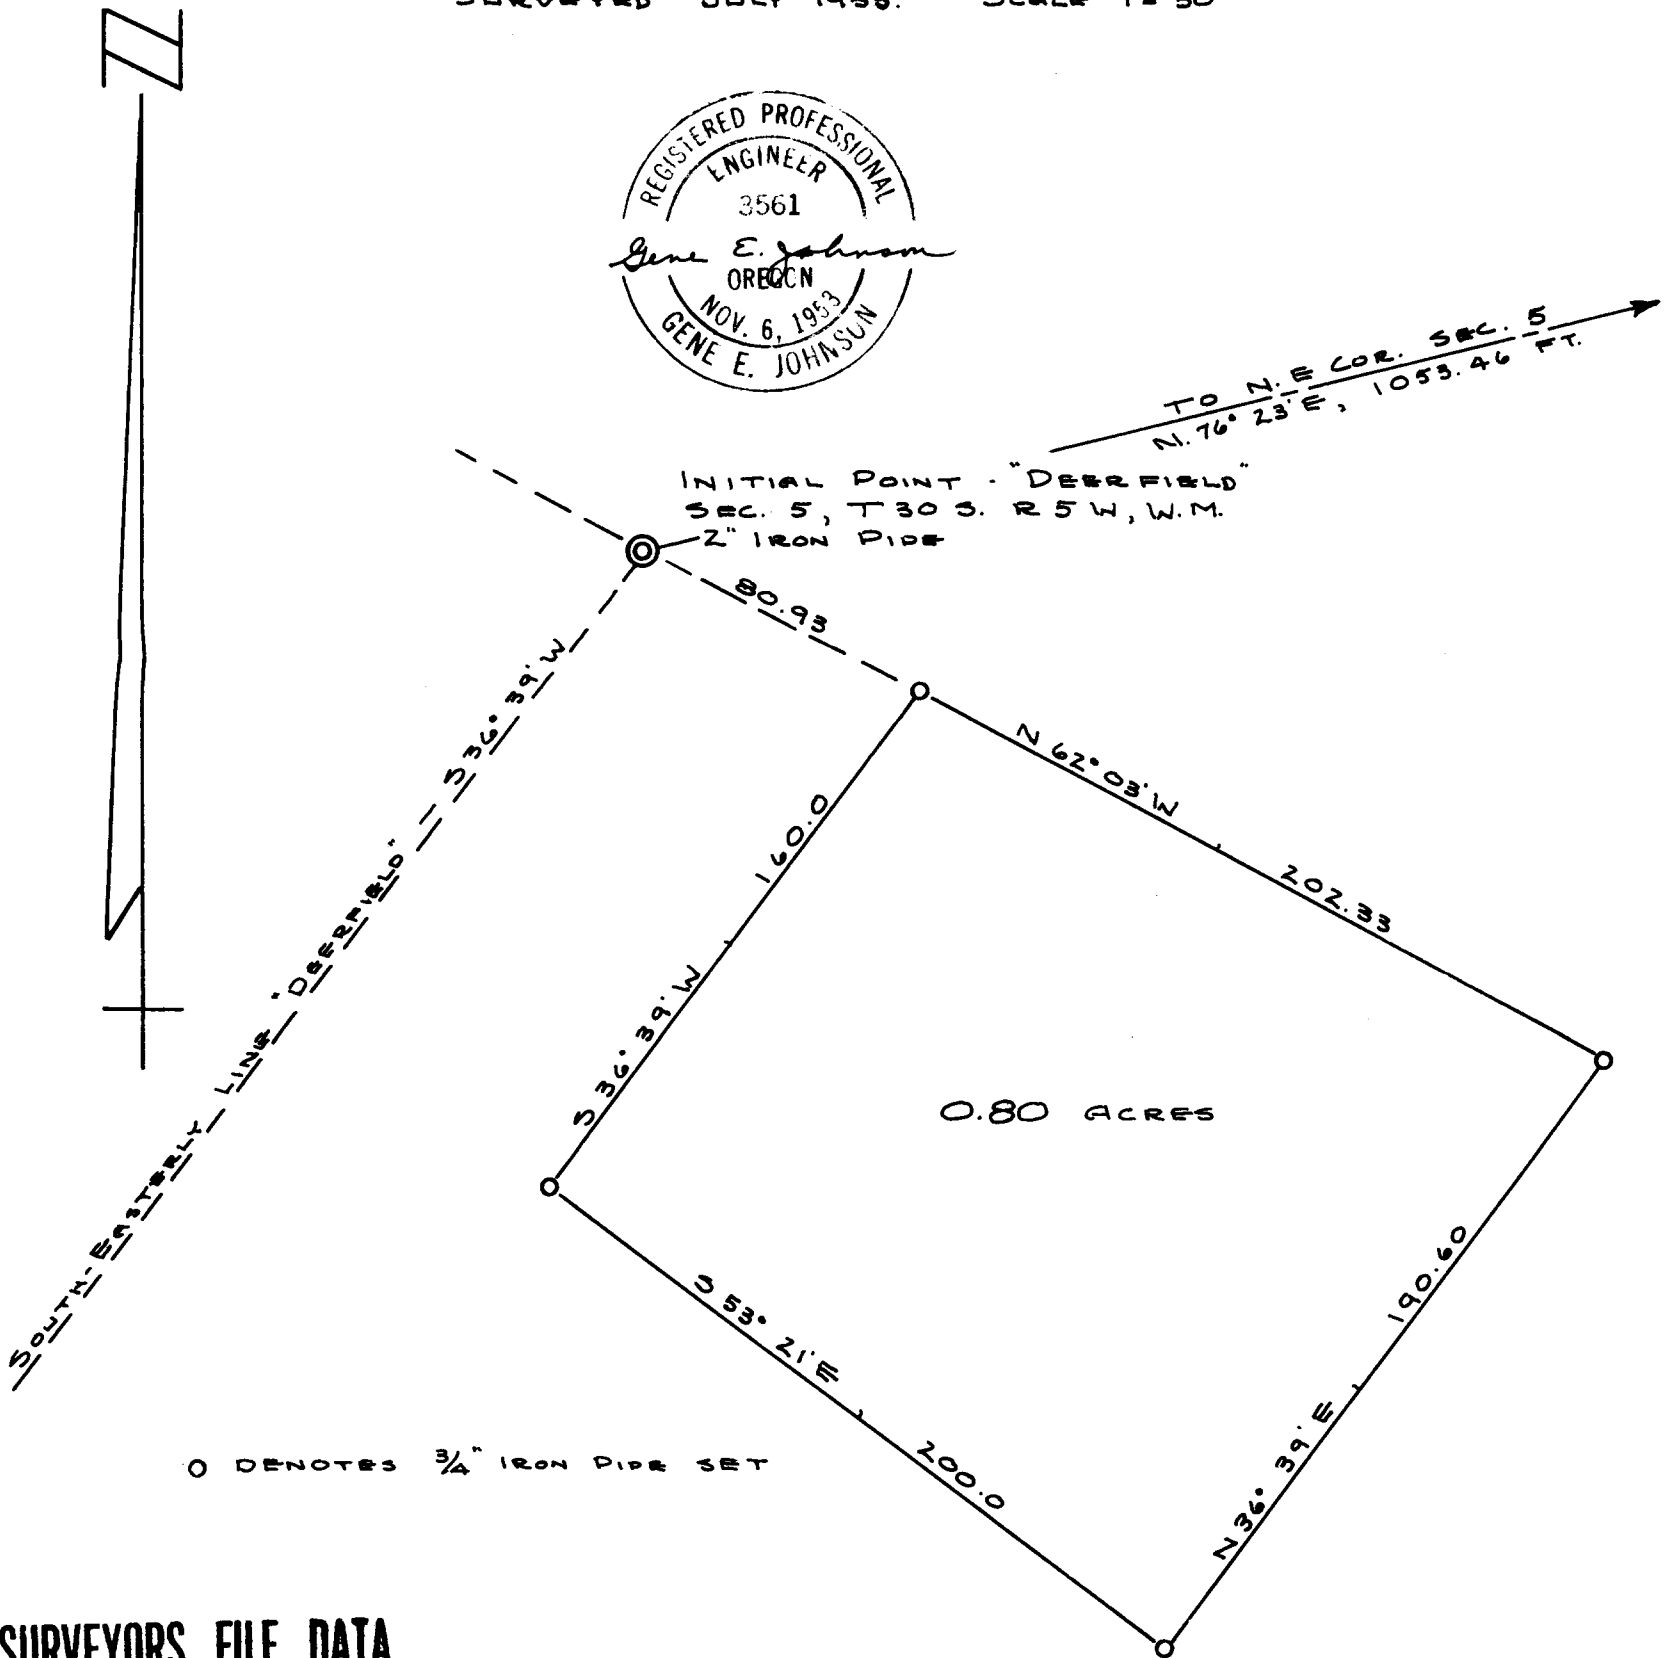 N
REGISTERED PROFESSIONAL
ENGINEER
3561
Gene E. Johnson
OREGON
NOV. 6, 1953
GENE E. JOHNSON
TO N.E COR. SEC. 5
N. 76° 23' E, 1053.46 FT.
INITIAL POINT - "DEERFIELD"
SEC. 5, T 30 S. R 5 W, W.M.
2" IRON PIPE
80.93
S 36° 39' W
SOUTH-EASTERLY LINE "DEERFIELD"
N 62° 03' W
202.33
160.0
S 36° 39' W
0.80 ACRES
190.60
N 36° 39' E
S 53° 21' E
200.0
O DENOTES 3/4" IRON PIPE SET
SURVEYORS FILE DATA